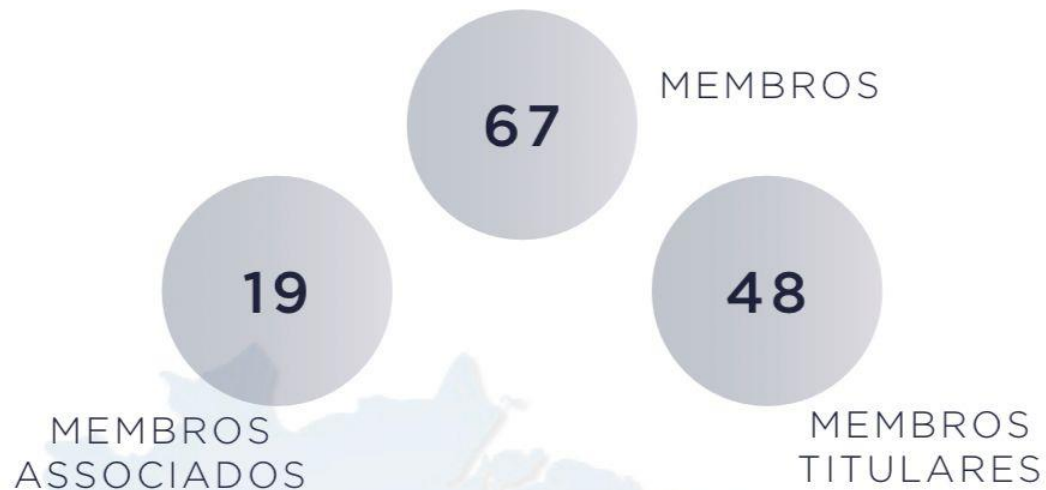 67
MEMBROS
19
MEMBROS
ASSOCIADOS
48
MEMBROS
TITULARES